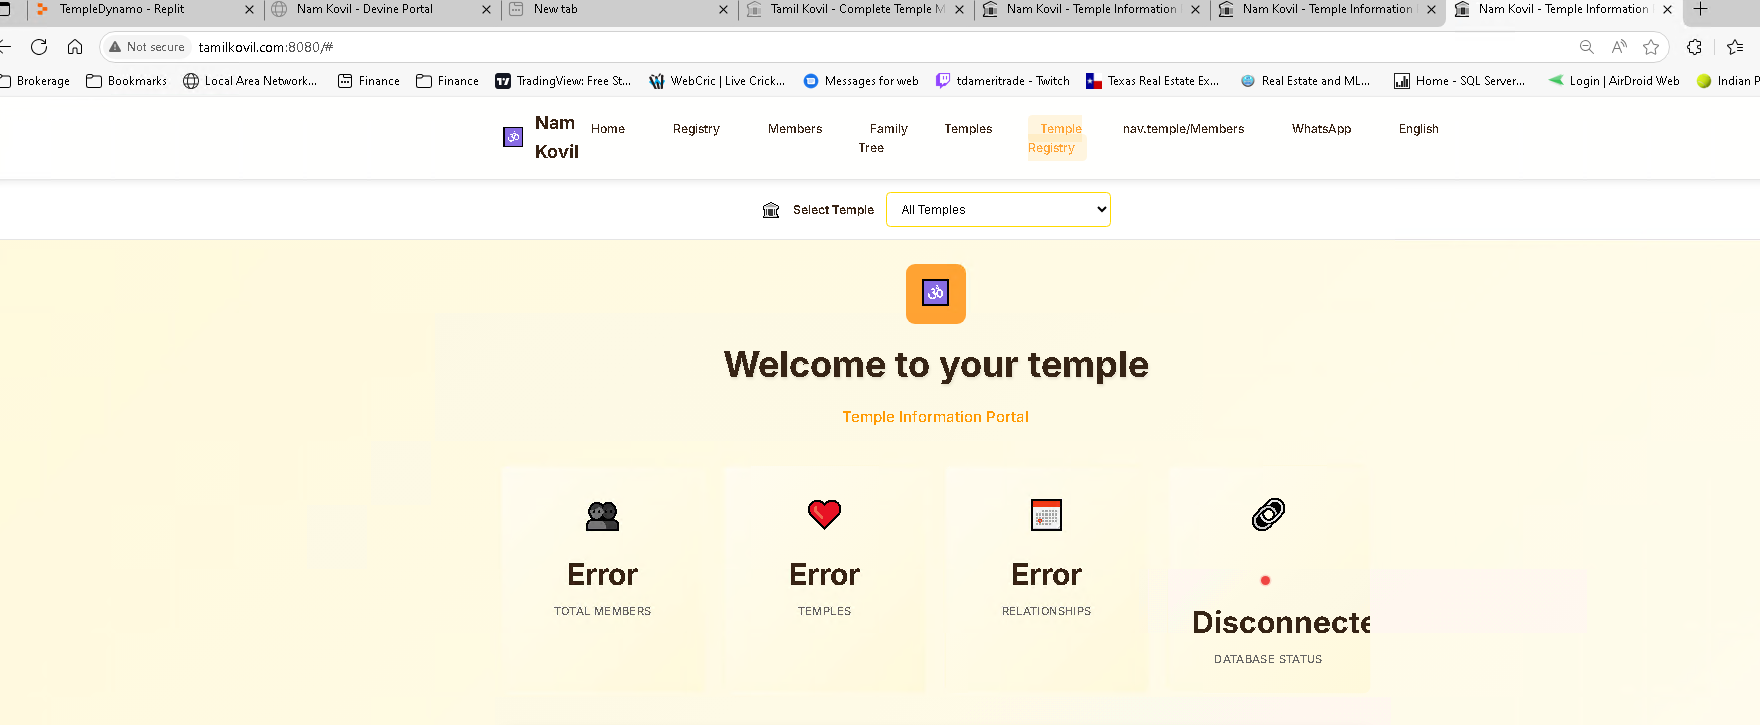 TempleDynamo - Replit
Nam Kovil - Devine Portal
New tab
Tamil Kovil - Complete Temple M
Nam Kovil - Temple Information
Nam Kovil - Temple Information
Nam Kovil - Temple Information
Not secure
tamilkovil.com:8080/#
Brokerage
Bookmarks
Local Area Network...
Finance
Finance
TradingView: Free St...
WebCric | Live Crick...
Messages for web
tdameritrade - Twitch
Texas Real Estate Ex...
Real Estate and ML...
Home - SQL Server...
Login | AirDroid Web
Indian P
ॐ
Nam
Kovil
Home
Registry
Members
Family
Tree
Temples
Temple
Registry
nav.temple/Members
WhatsApp
English
Select Temple
All Temples
ॐ
Welcome to your temple
Temple Information Portal
Error
TOTAL MEMBERS
Error
TEMPLES
Error
RELATIONSHIPS
Disconnecte
DATABASE STATUS